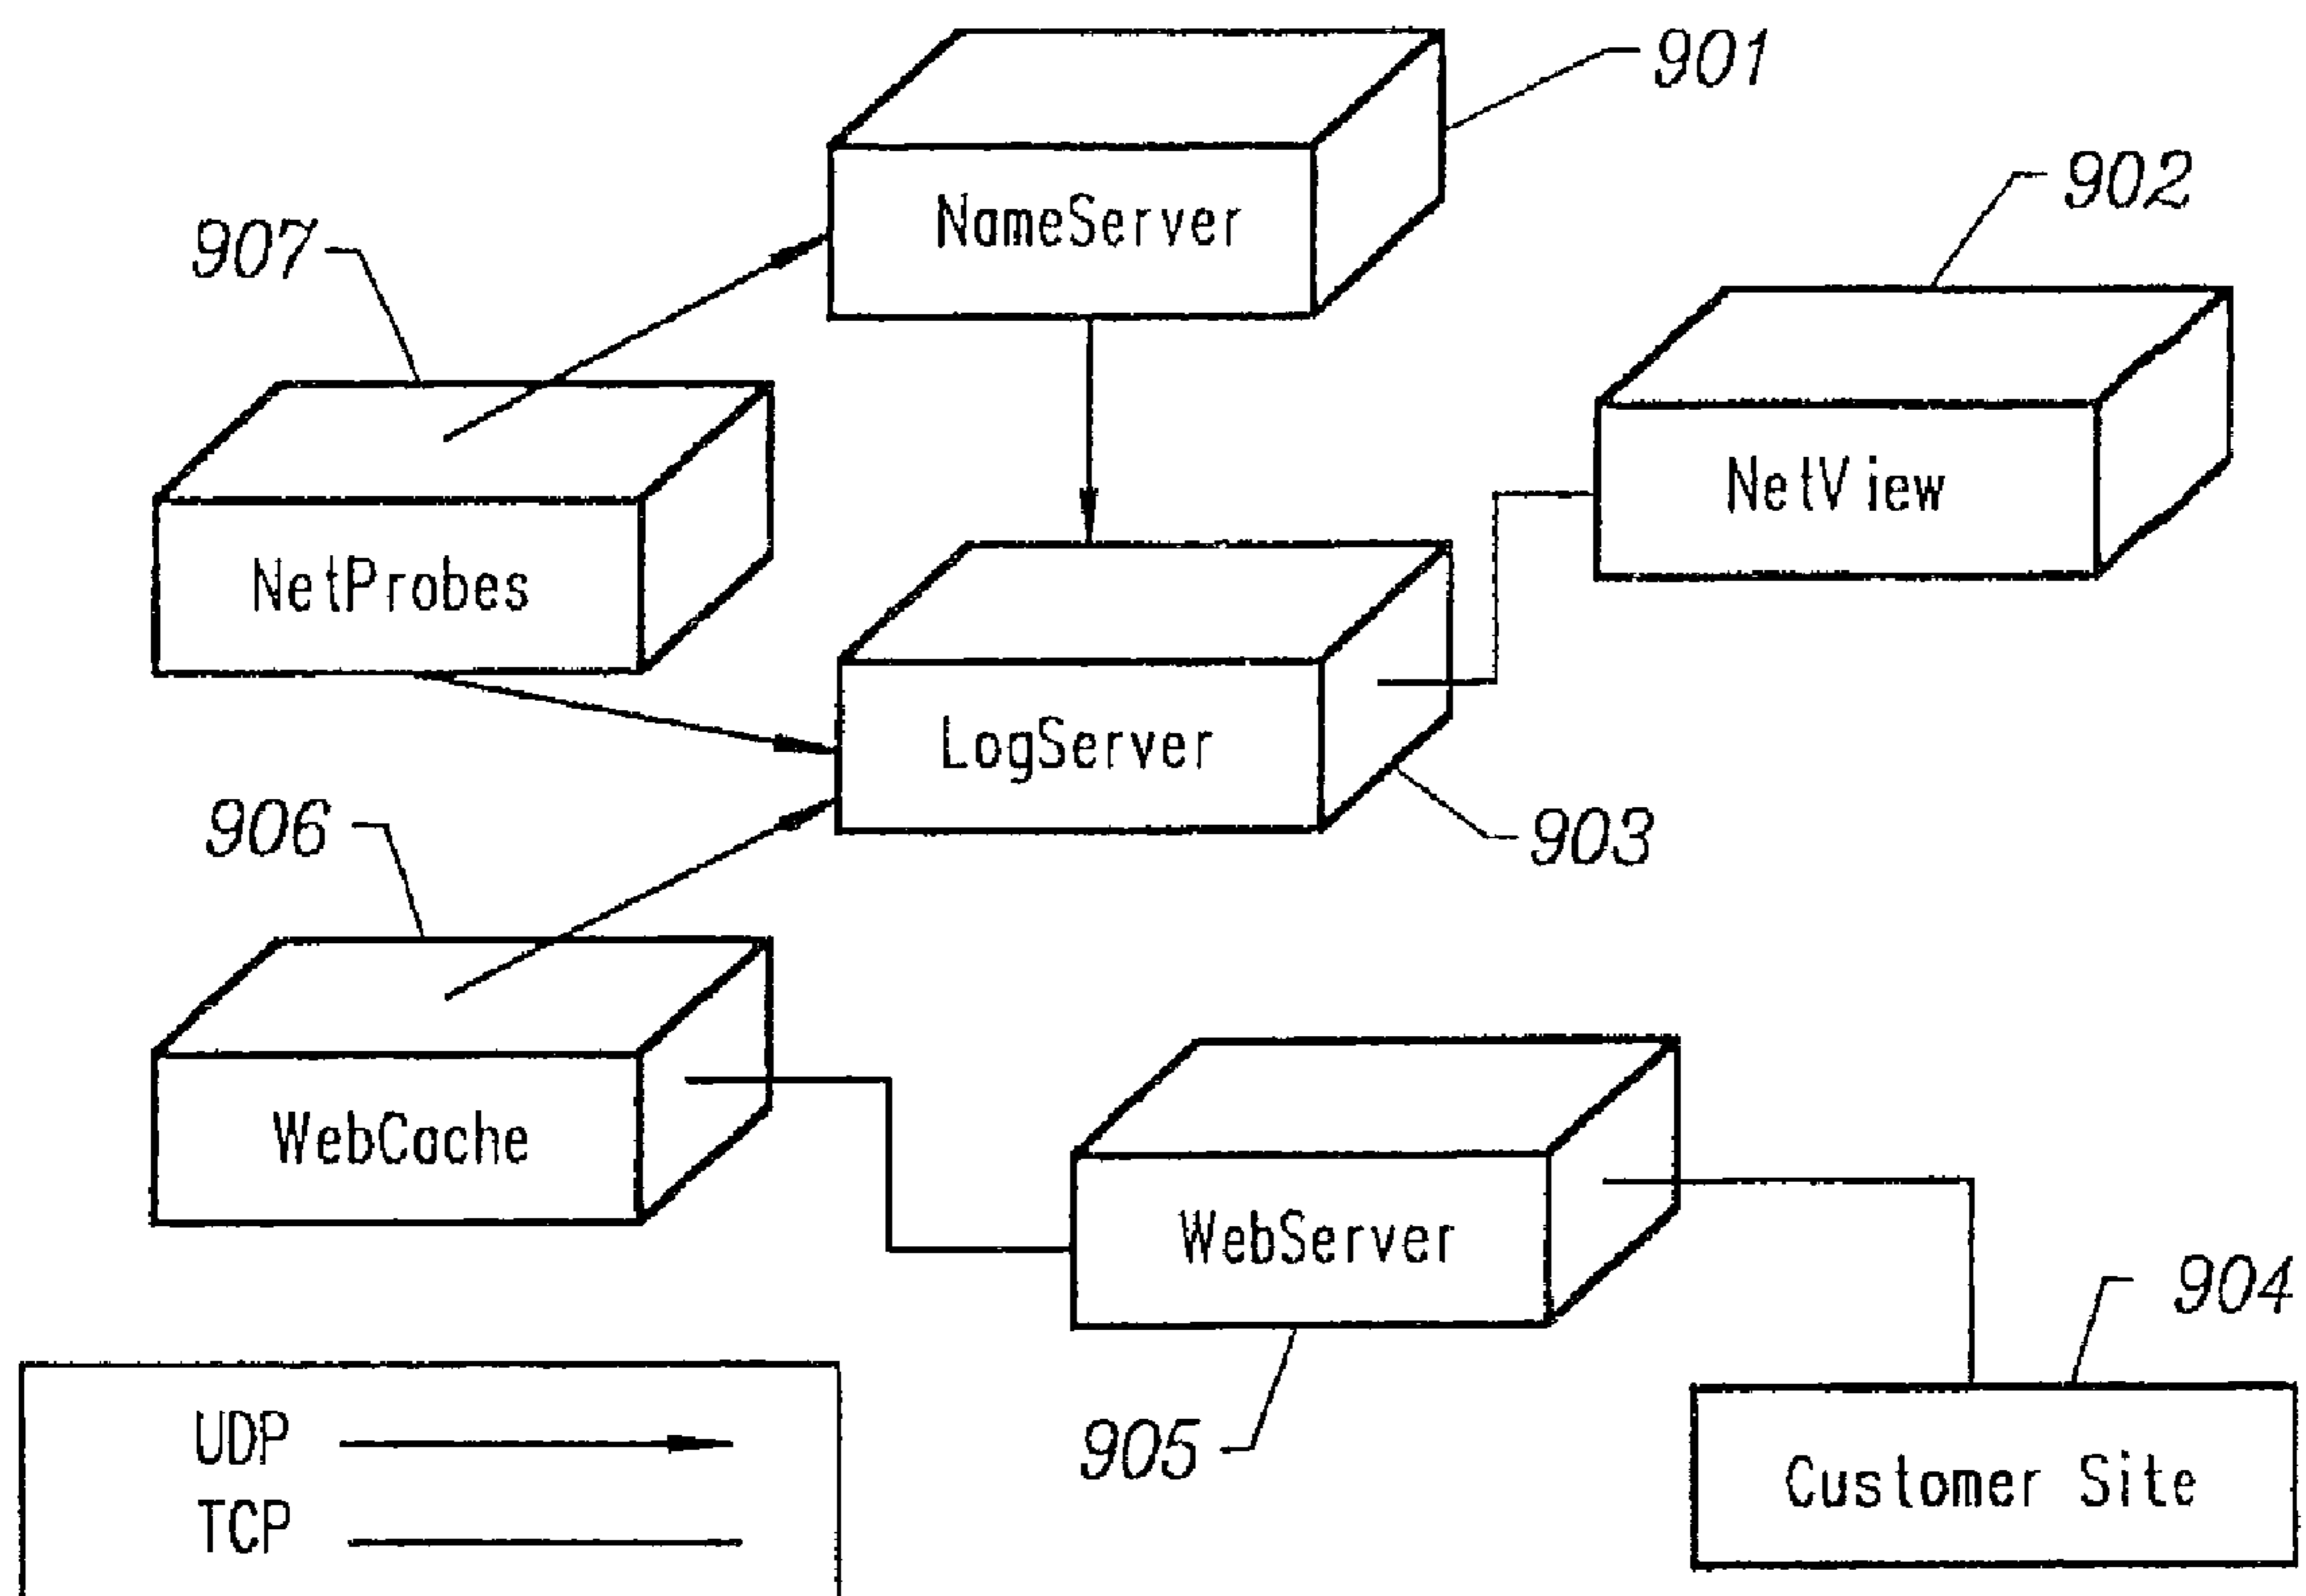 901
NameServer
902
907
NetView
NetProbes
LogServer
903
906
WebCache
WebServer
904
905
Customer Site
UDP
TCP